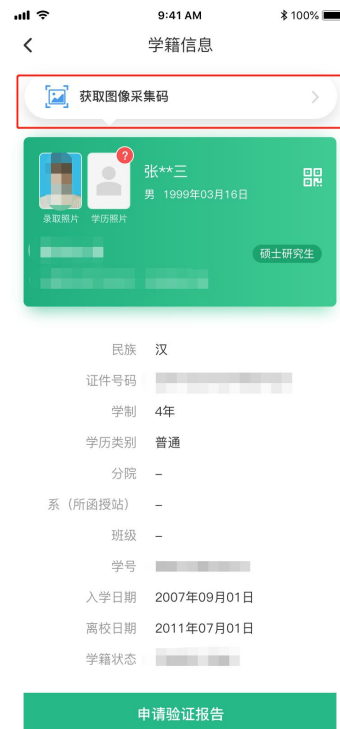 9:41 AM
100%
学籍信息
获取图像采集码
?
张**三
男 1999年03月16日
录取照片 学历照片
硕士研究生
民族 汉
证件号码
学制 4年
学历类别 普通
分院 –
系（所函授站） –
班级 –
学号
入学日期 2007年09月01日
离校日期 2011年07月01日
学籍状态
申请验证报告